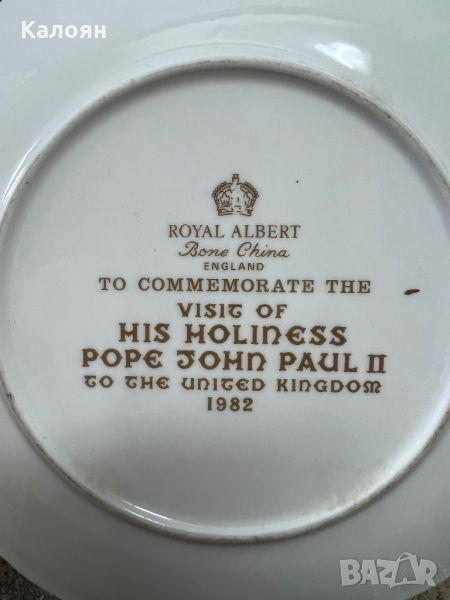 Калоян
ROYAL ALBERT
Bone China
ENGLAND
TO COMMEMORATE THE
VISIT OF
HIS HOLINESS
POPE JOHN PAUL II
TO THE UNITED KINGDOM
1982
BAZAR